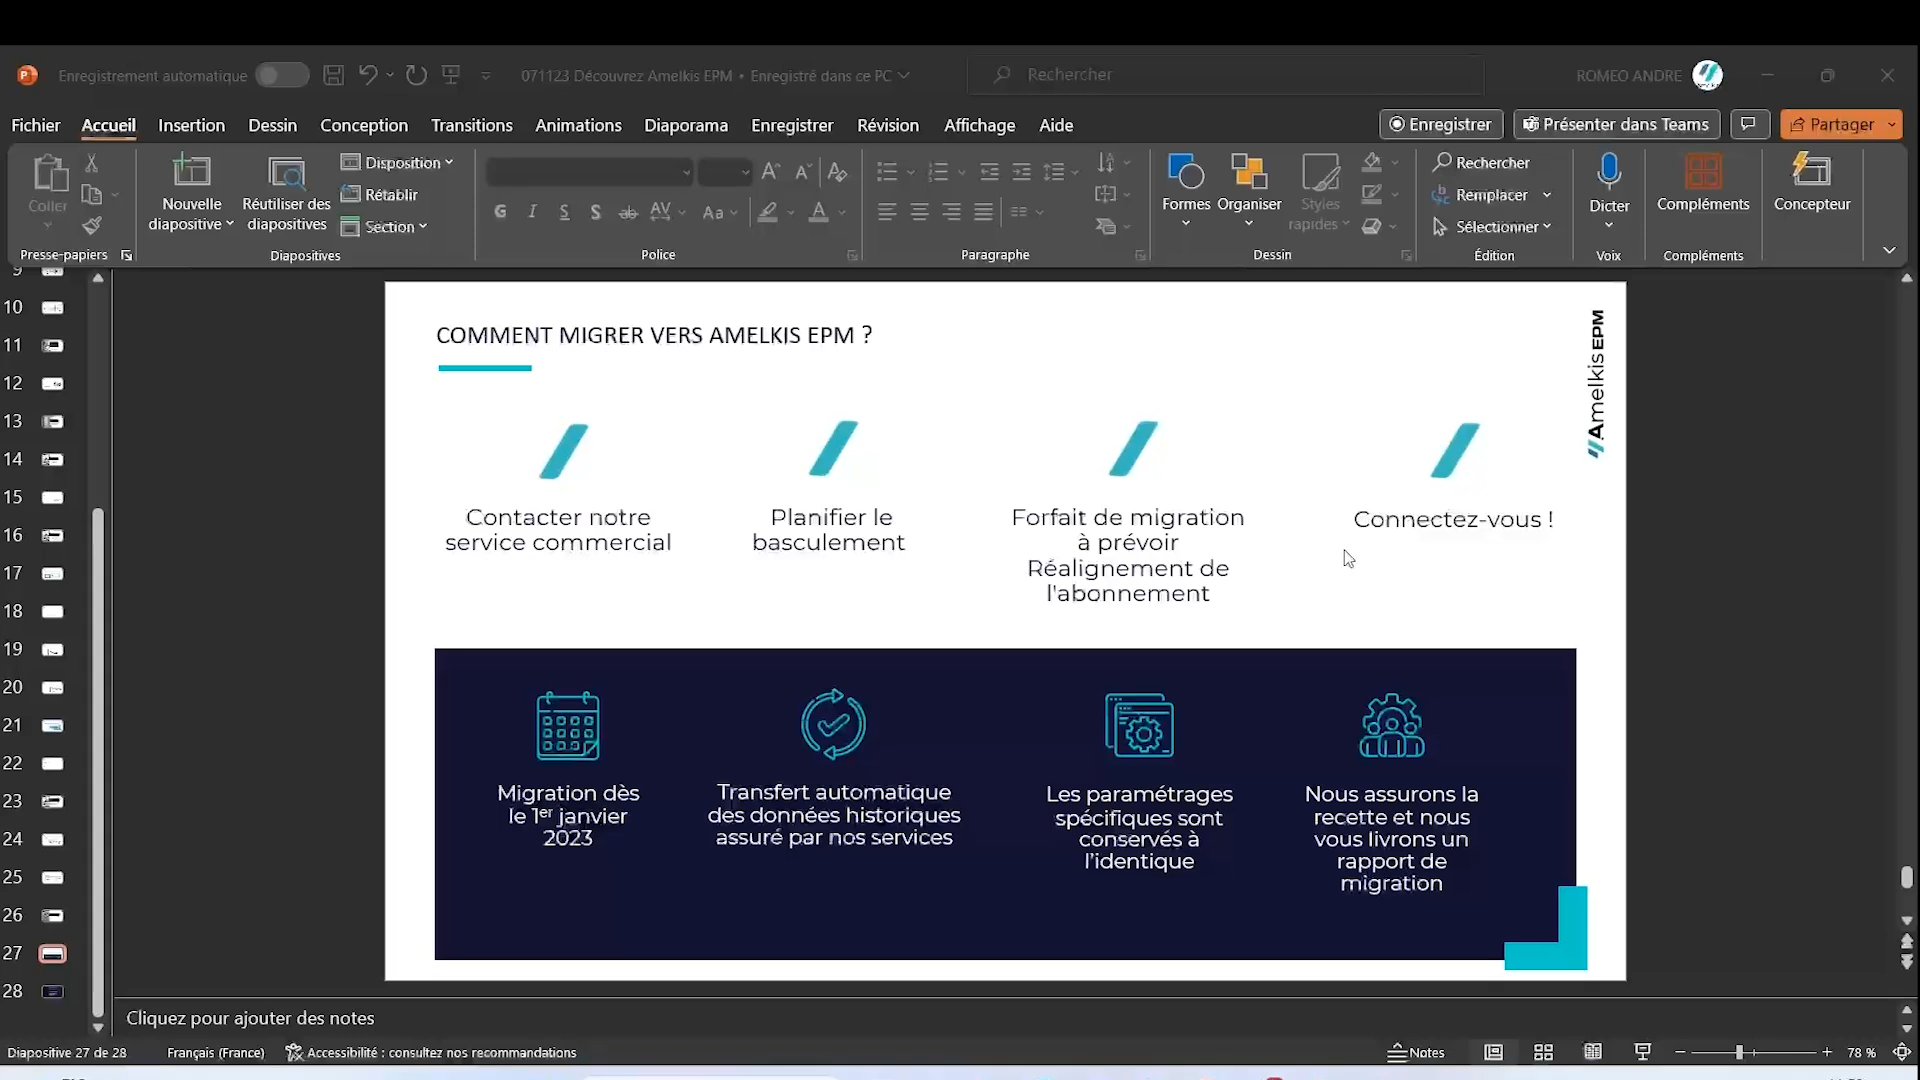 Enregistrement automatique
071123 Découvrez Amelkis EPM • Enregistré dans ce PC
Rechercher
ROMEO ANDRE
Fichier Accueil Insertion Dessin Conception Transitions Animations Diaporama Enregistrer Révision Affichage Aide
Enregistrer
Présenter dans Teams
Partager
Coller
Presse-papiers
Nouvelle
diapositive
Réutiliser des
diapositives
Disposition
Rétablir
Section
Diapositives
G I S S ab AV Aa A
Police
Paragraphe
Formes
Organiser
Styles
rapides
Dessin
Rechercher
Remplacer
Sélectionner
Édition
Dicter
Voix
Compléments
Compléments
Concepteur
9
10
11
12
13
14
15
16
17
18
19
20
21
22
23
24
25
26
27
28
COMMENT MIGRER VERS AMELKIS EPM ?
Amelkis EPM
Contacter notre
service commercial
Planifier le
basculement
Forfait de migration
à prévoir
Réalignement de
l'abonnement
Connectez-vous !
Migration dès
le 1er janvier
2023
Transfert automatique
des données historiques
assuré par nos services
Les paramétrages
spécifiques sont
conservés à
l'identique
Nous assurons la
recette et nous
vous livrons un
rapport de
migration
Cliquez pour ajouter des notes
Diapositive 27 de 28
Français (France)
Accessibilité : consultez nos recommandations
Notes
78 %